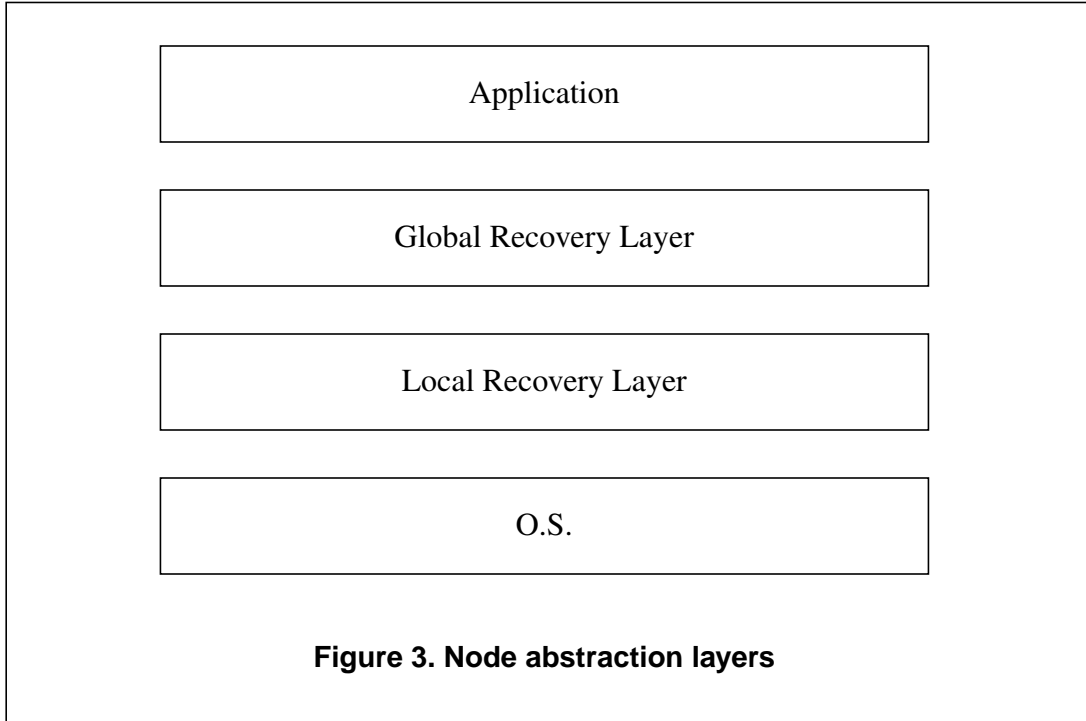 Application
Global Recovery Layer
Local Recovery Layer
O.S.
Figure 3. Node abstraction layers